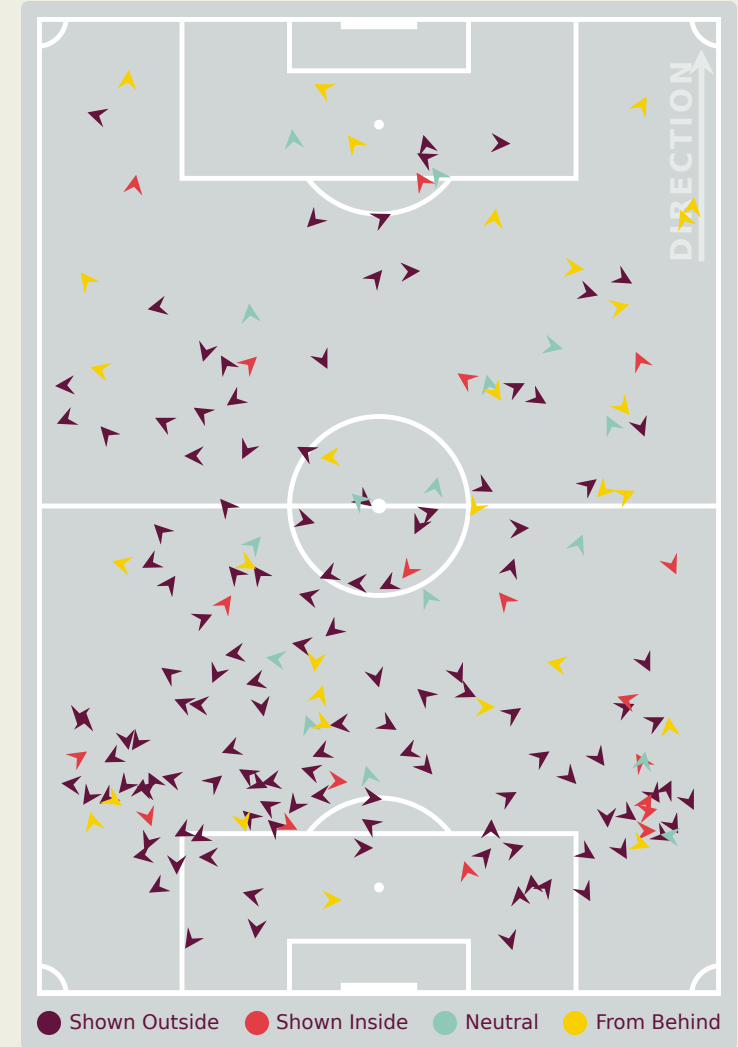 DIRECTION
Shown Outside
Shown Inside
Neutral
From Behind